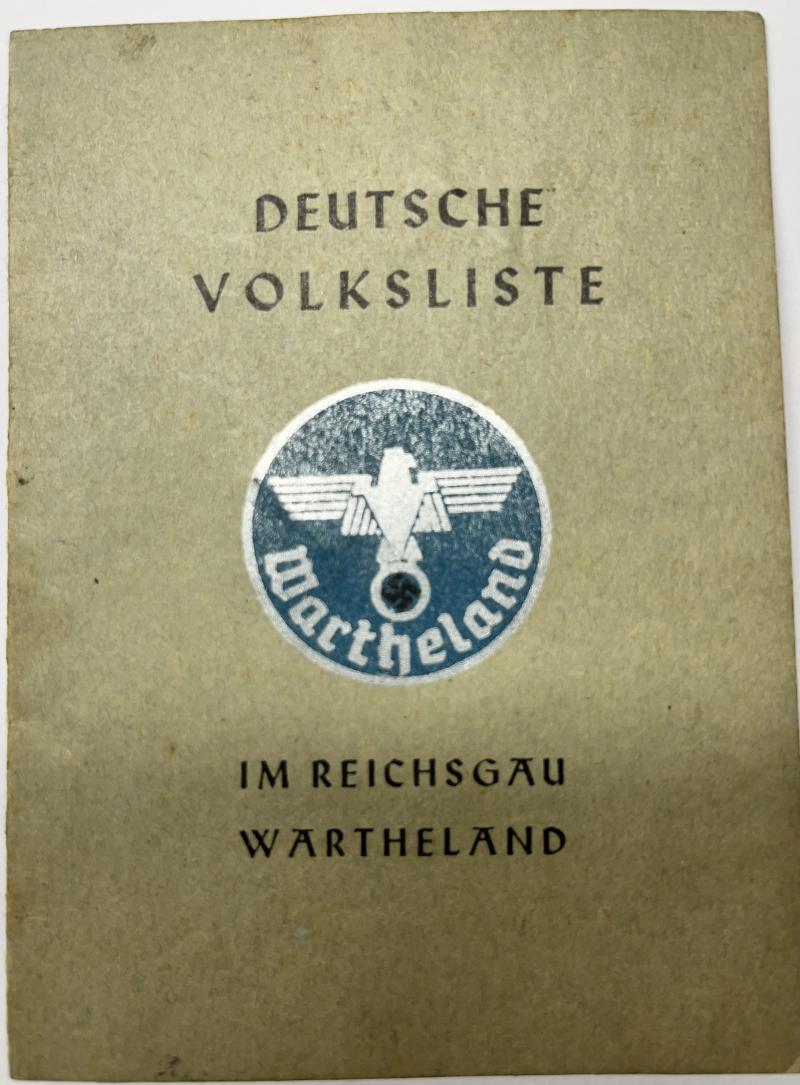 DEUTSCHE
VOLKSLISTE
Wartheland
IM REICHSGAU
WARTHELAND